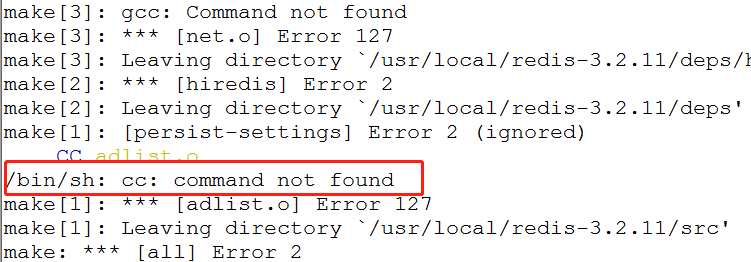 make[3]: gcc: Command not found
make[3]: *** [net.o] Error 127
make[3]: Leaving directory `/usr/local/redis-3.2.11/deps/h
make[2]: *** [hiredis] Error 2
make[2]: Leaving directory `/usr/local/redis-3.2.11/deps'
make[1]: [persist-settings] Error 2 (ignored)
CC adlist.o
/bin/sh: cc: command not found
make[1]: *** [adlist.o] Error 127
make[1]: Leaving directory `/usr/local/redis-3.2.11/src'
make: *** [all] Error 2